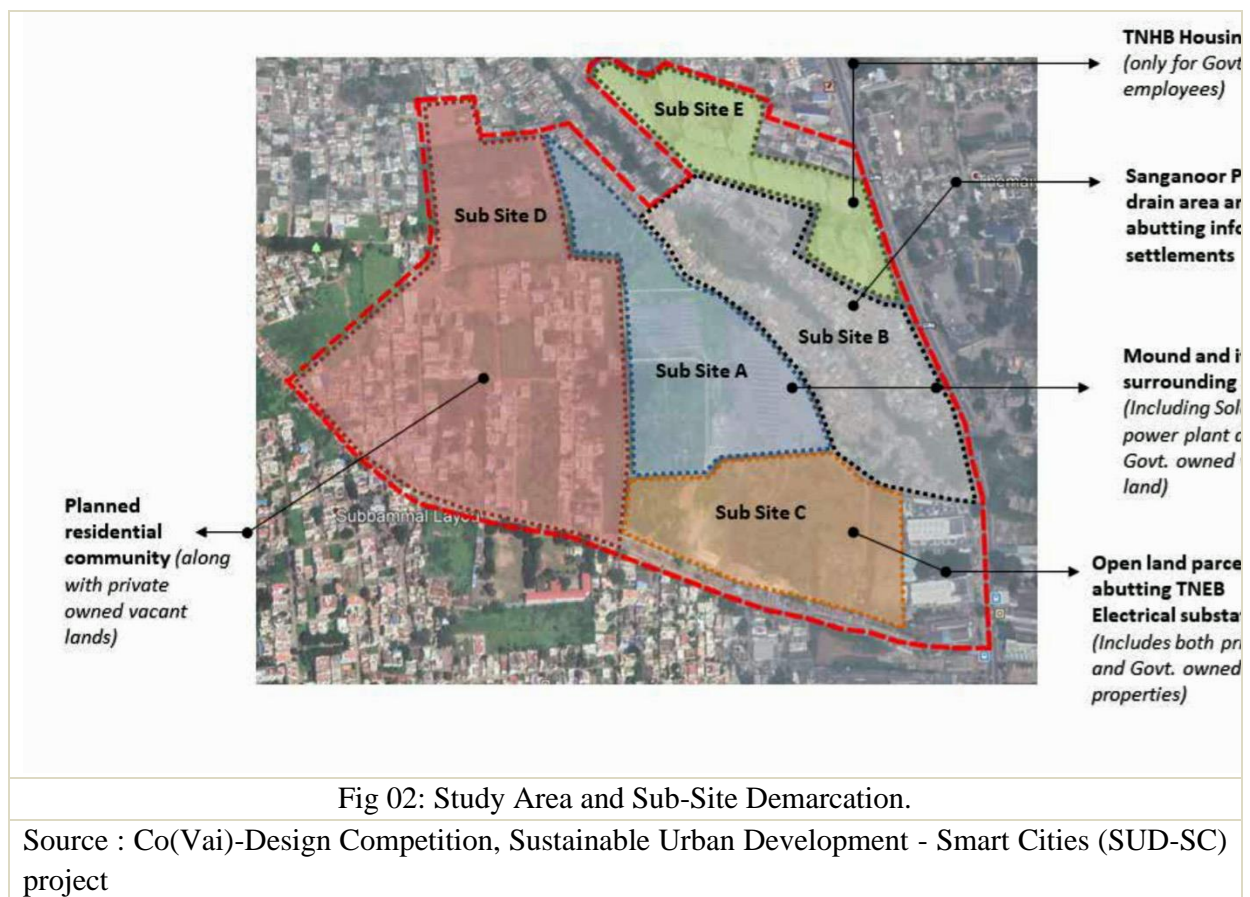 TNHB Housin
(only for Govt
employees)
Sub Site E
Sanganoor P
drain area ar
abutting info
settlements
Sub Site D
Sub Site B
Sub Site A
Mound and i
surrounding
(Including Sol
power plant
Govt. owned
land)
Planned
residential
community (along
with private
owned vacant
lands)
Subbammal Layou
Sub Site C
Open land parce
abutting TNEB
Electrical substa
(Includes both pri
and Govt. owned
properties)
Fig 02: Study Area and Sub-Site Demarcation.
Source : Co(Vai)-Design Competition, Sustainable Urban Development - Smart Cities (SUD-SC)
project